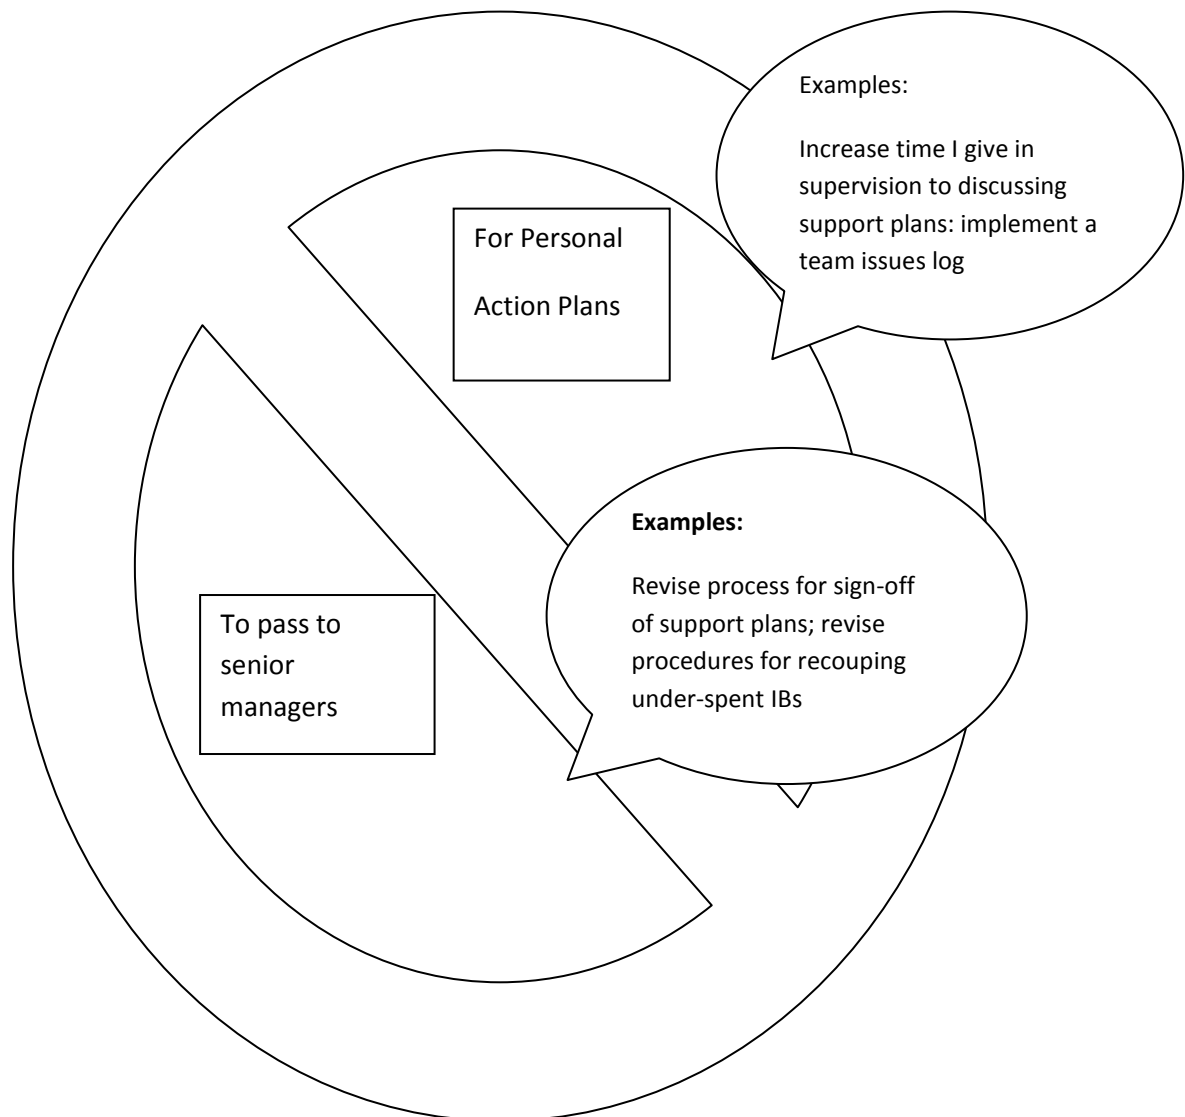 Examples:
Increase time I give in
supervision to discussing
support plans: implement a
team issues log
For Personal
Action Plans
Examples:
Revise process for sign-off
of support plans; revise
procedures for recouping
under-spent IBs
To pass to
senior
managers